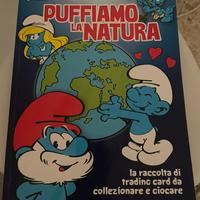 PUFFIAMO
LA NATURA
la raccolta di
trading card da
collezionare e giocare